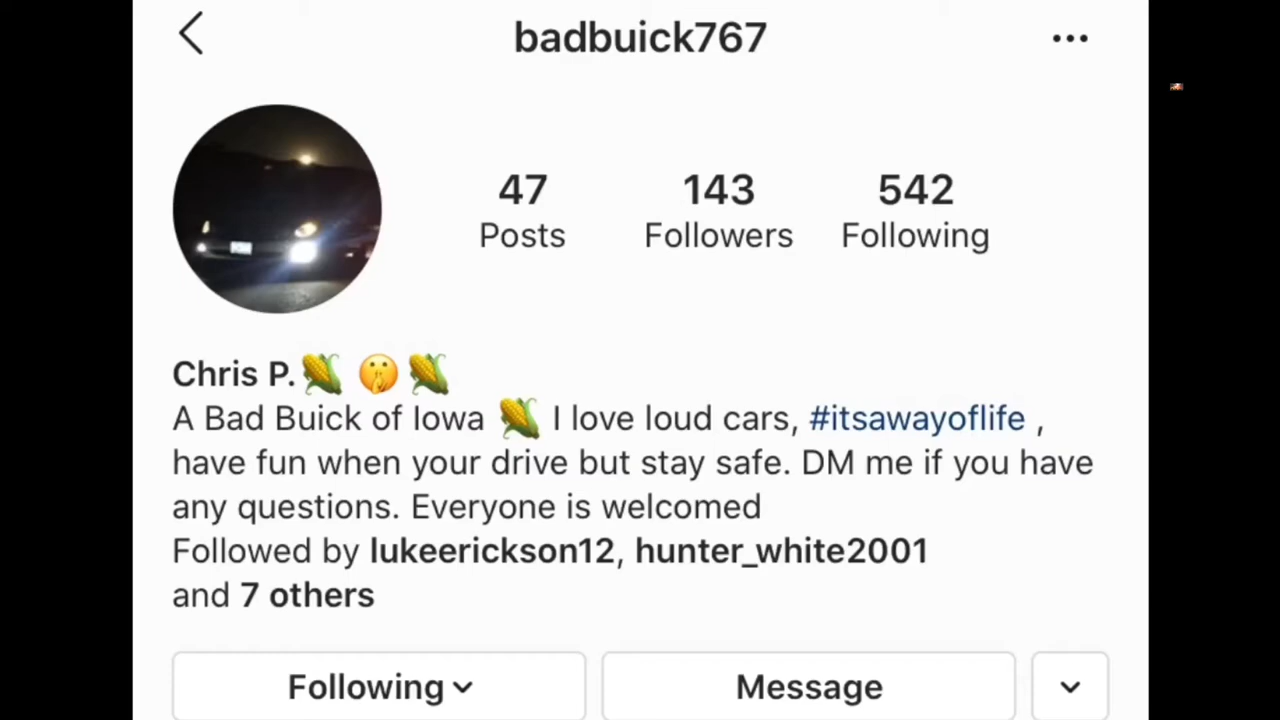 badbuick767
47 143 542
Posts Followers Following
Chris P.🌽 🤫 🌽
A Bad Buick of Iowa 🌽 I love loud cars, #itsawayoflife ,
have fun when your drive but stay safe. DM me if you have
any questions. Everyone is welcomed
Followed by lukeerickson12, hunter_white2001
and 7 others
Following Message